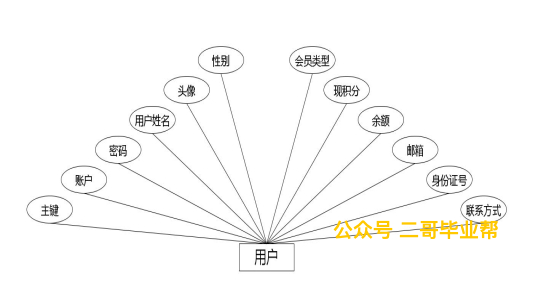 性别
会员类型
头像
现积分
用户姓名
余额
密码
邮箱
账户
身份证号
主键
联系方式
公众号 二哥毕业帮
用户